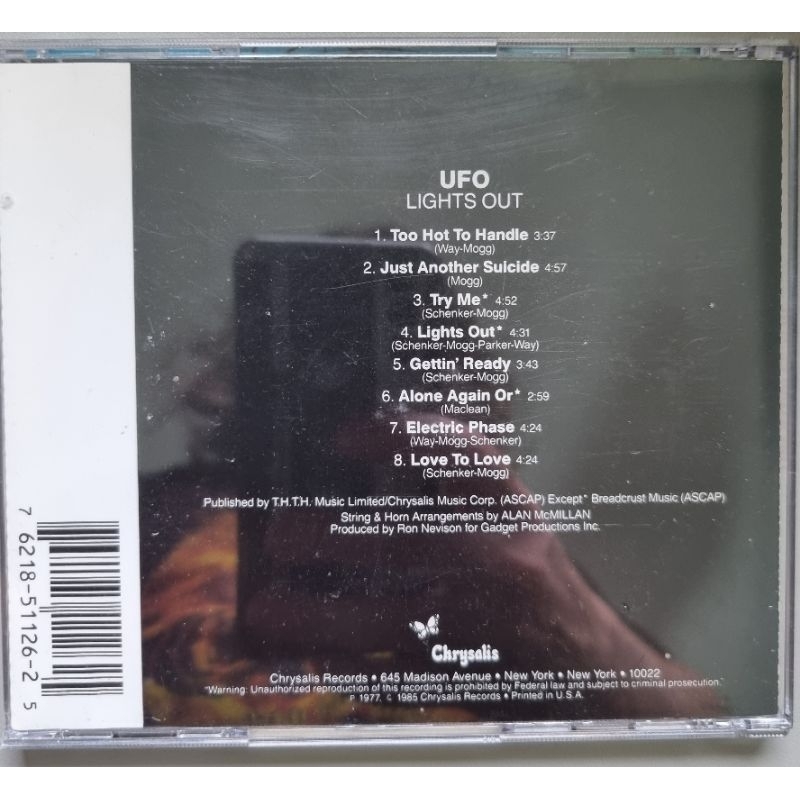 UFO
LIGHTS OUT
1. Too Hot To Handle 3:37
(Way-Mogg)
2. Just Another Suicide 4:57
(Mogg)
3. Try Me* 4:52
(Schenker-Mogg)
4. Lights Out* 4:31
(Schenker-Mogg-Parker-Way)
5. Gettin' Ready 3:43
(Schenker-Mogg)
6. Alone Again Or* 2:59
(Maclean)
7. Electric Phase 4:24
(Way-Mogg-Schenker)
8. Love To Love 4:24
(Schenker-Mogg)
Published by T.H.T.H. Music Limited/Chrysalis Music Corp. (ASCAP) Except* Breadcrust Music (ASCAP)
String & Horn Arrangements by ALAN McMILLAN
Produced by Ron Nevison for Gadget Productions Inc.
Chrysalis
Chrysalis Records • 645 Madison Avenue • New York • New York • 10022
"Warning: Unauthorized reproduction of this recording is prohibited by Federal law and subject to criminal prosecution."
℗ 1977, © 1985 Chrysalis Records • Printed in U.S.A.
7 6218-51126-2 5